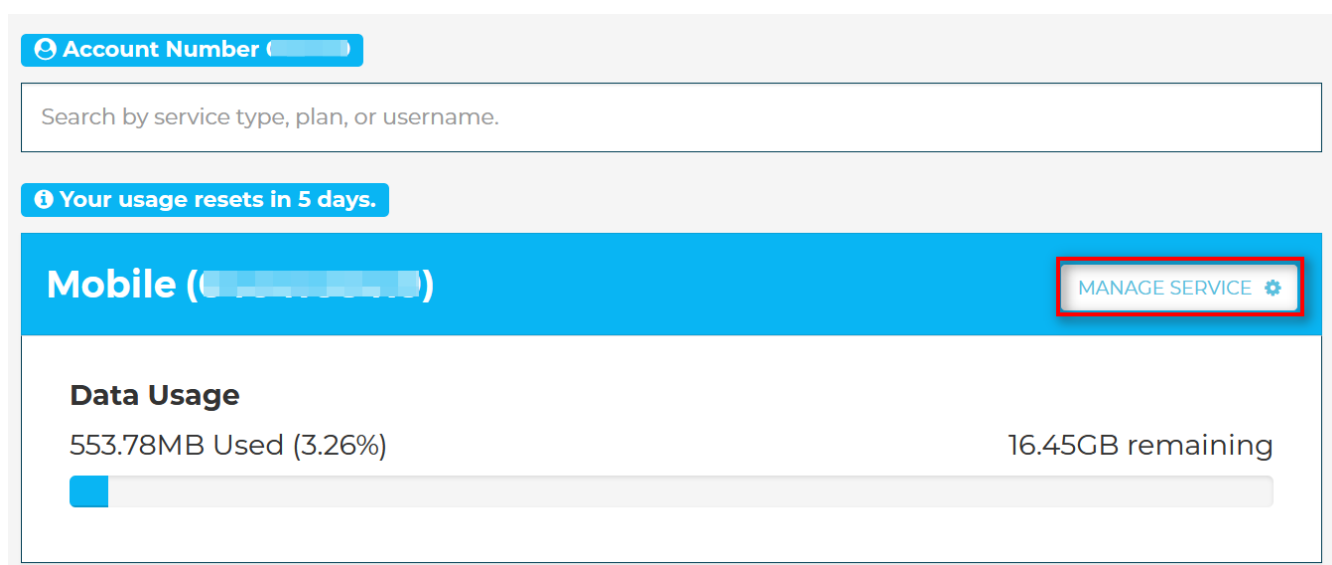 Account Number
Search by service type, plan, or username.
Your usage resets in 5 days.
Mobile
MANAGE SERVICE
Data Usage
553.78MB Used (3.26%)
16.45GB remaining